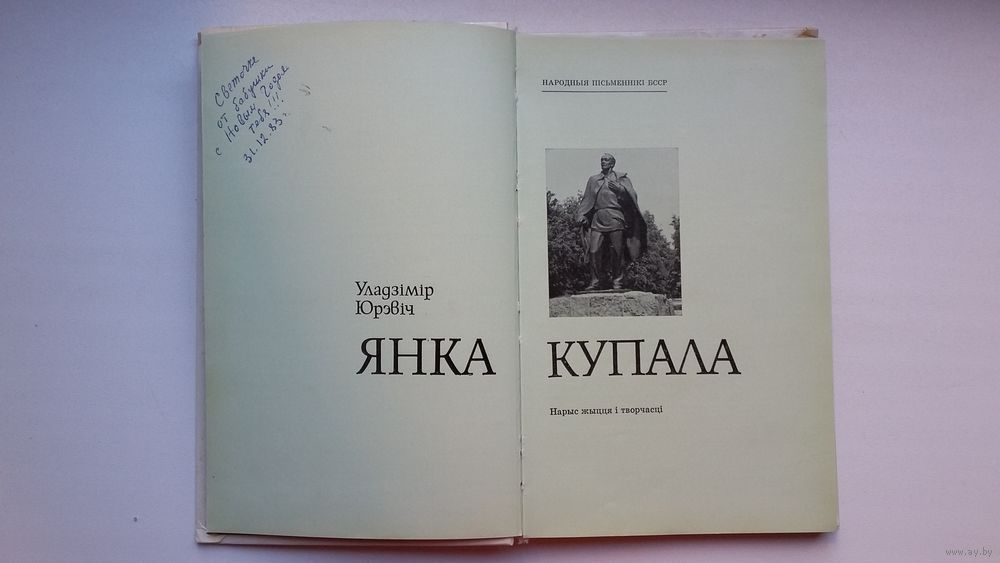 Светочке
от бабушки
с Новым Годом
тебя!!!
31.12.83 г.
Уладзімір
Юрэвіч
ЯНКА КУПАЛА
НАРОДНЫЯ ПІСЬМЕННІКІ БССР
Нарыс жыцця і творчасці
www.ay.by